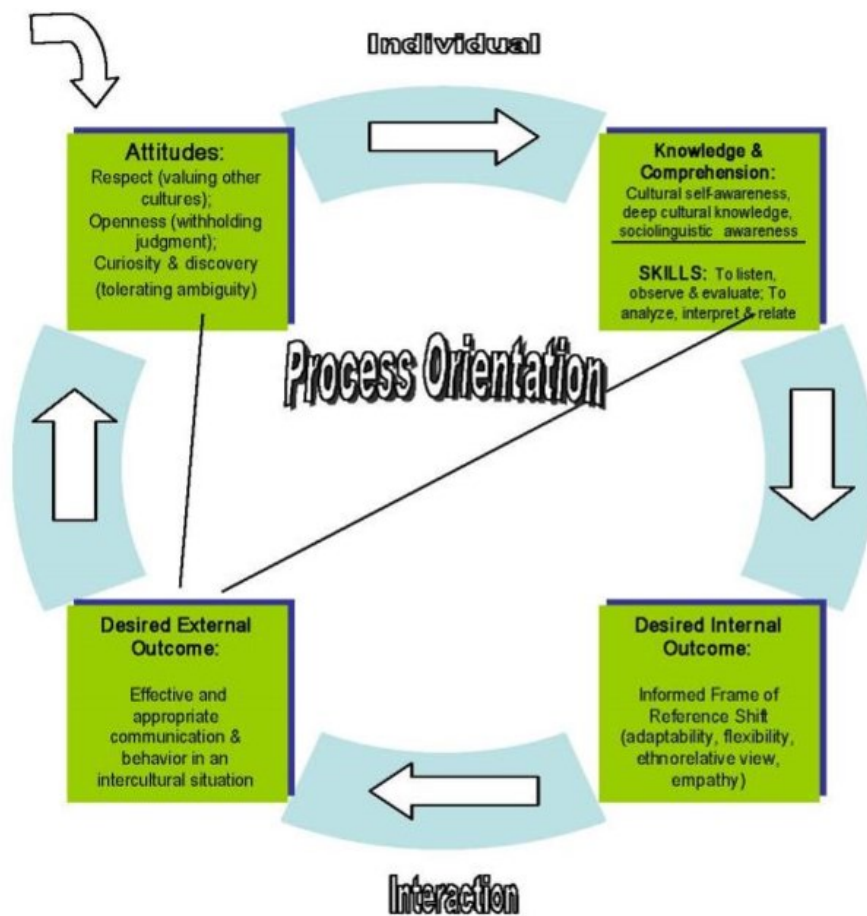 Individual
Attitudes:
Respect (valuing other
cultures);
Openness (withholding
judgment);
Curiosity & discovery
(tolerating ambiguity)
Knowledge &
Comprehension:
Cultural self-awareness,
deep cultural knowledge,
sociolinguistic awareness
SKILLS: To listen,
observe & evaluate; To
analyze, interpret & relate
Process Orientation
Desired External
Outcome:
Effective and
appropriate
communication &
behavior in an
intercultural situation
Desired Internal
Outcome:
Informed Frame of
Reference Shift
(adaptability, flexibility,
ethnorelative view,
empathy)
Interaction